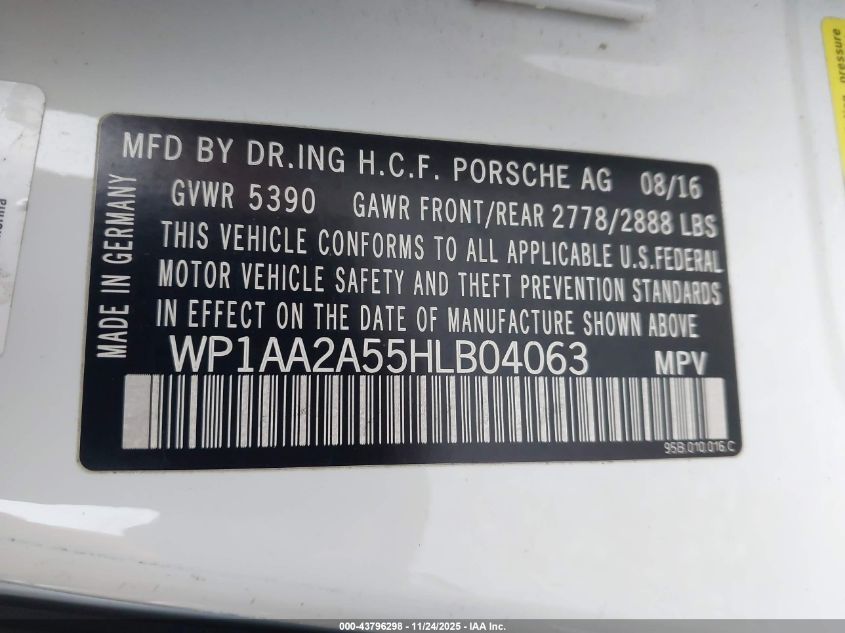 MFD BY DR.ING H.C.F. PORSCHE AG 08/16
GVWR 5390 GAWR FRONT/REAR 2778/2888 LBS
THIS VEHICLE CONFORMS TO ALL APPLICABLE U.S.FEDERAL
MOTOR VEHICLE SAFETY AND THEFT PREVENTION STANDARDS
IN EFFECT ON THE DATE OF MANUFACTURE SHOWN ABOVE
WP1AA2A55HLB04063 MPV
95B.010.016.C
MADE IN GERMANY
pressure
000-43796298 - 11/24/2025 - IAA Inc.